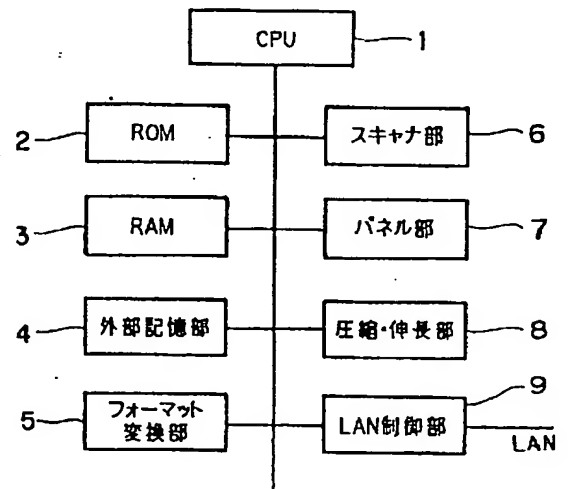 CPU
1
2
ROM
スキャナ部
6
3
RAM
パネル部
7
4
外部記憶部
圧縮・伸長部
8
5
フォーマット
変換部
LAN制御部
9
LAN